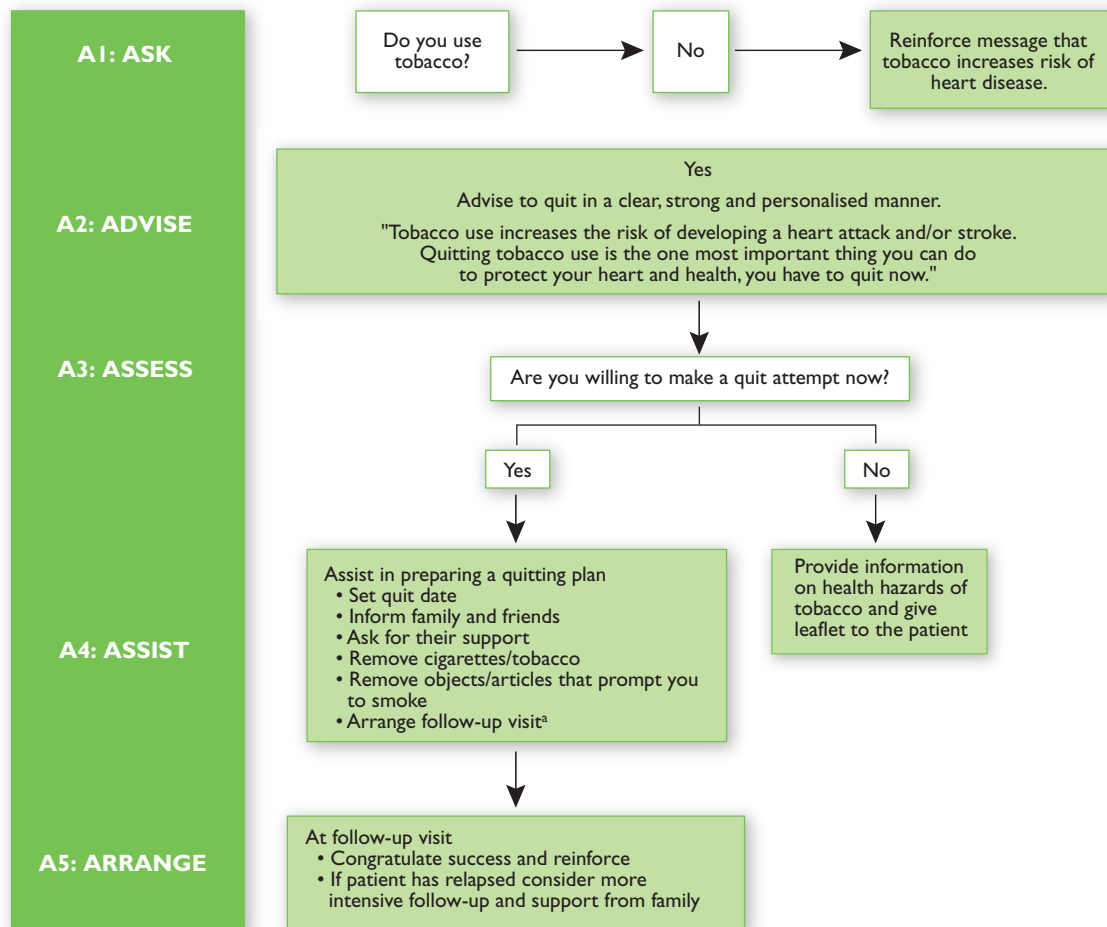 A1: ASK
Do you use
tobacco?
No
Reinforce message that
tobacco increases risk of
heart disease.
A2: ADVISE
Yes
Advise to quit in a clear, strong and personalised manner.
"Tobacco use increases the risk of developing a heart attack and/or stroke.
Quitting tobacco use is the one most important thing you can do
to protect your heart and health, you have to quit now."
A3: ASSESS
Are you willing to make a quit attempt now?
Yes
No
A4: ASSIST
Assist in preparing a quitting plan
• Set quit date
• Inform family and friends
• Ask for their support
• Remove cigarettes/tobacco
• Remove objects/articles that prompt you
to smoke
• Arrange follow-up visitᵃ
Provide information
on health hazards of
tobacco and give
leaflet to the patient
A5: ARRANGE
At follow-up visit
• Congratulate success and reinforce
• If patient has relapsed consider more
intensive follow-up and support from family